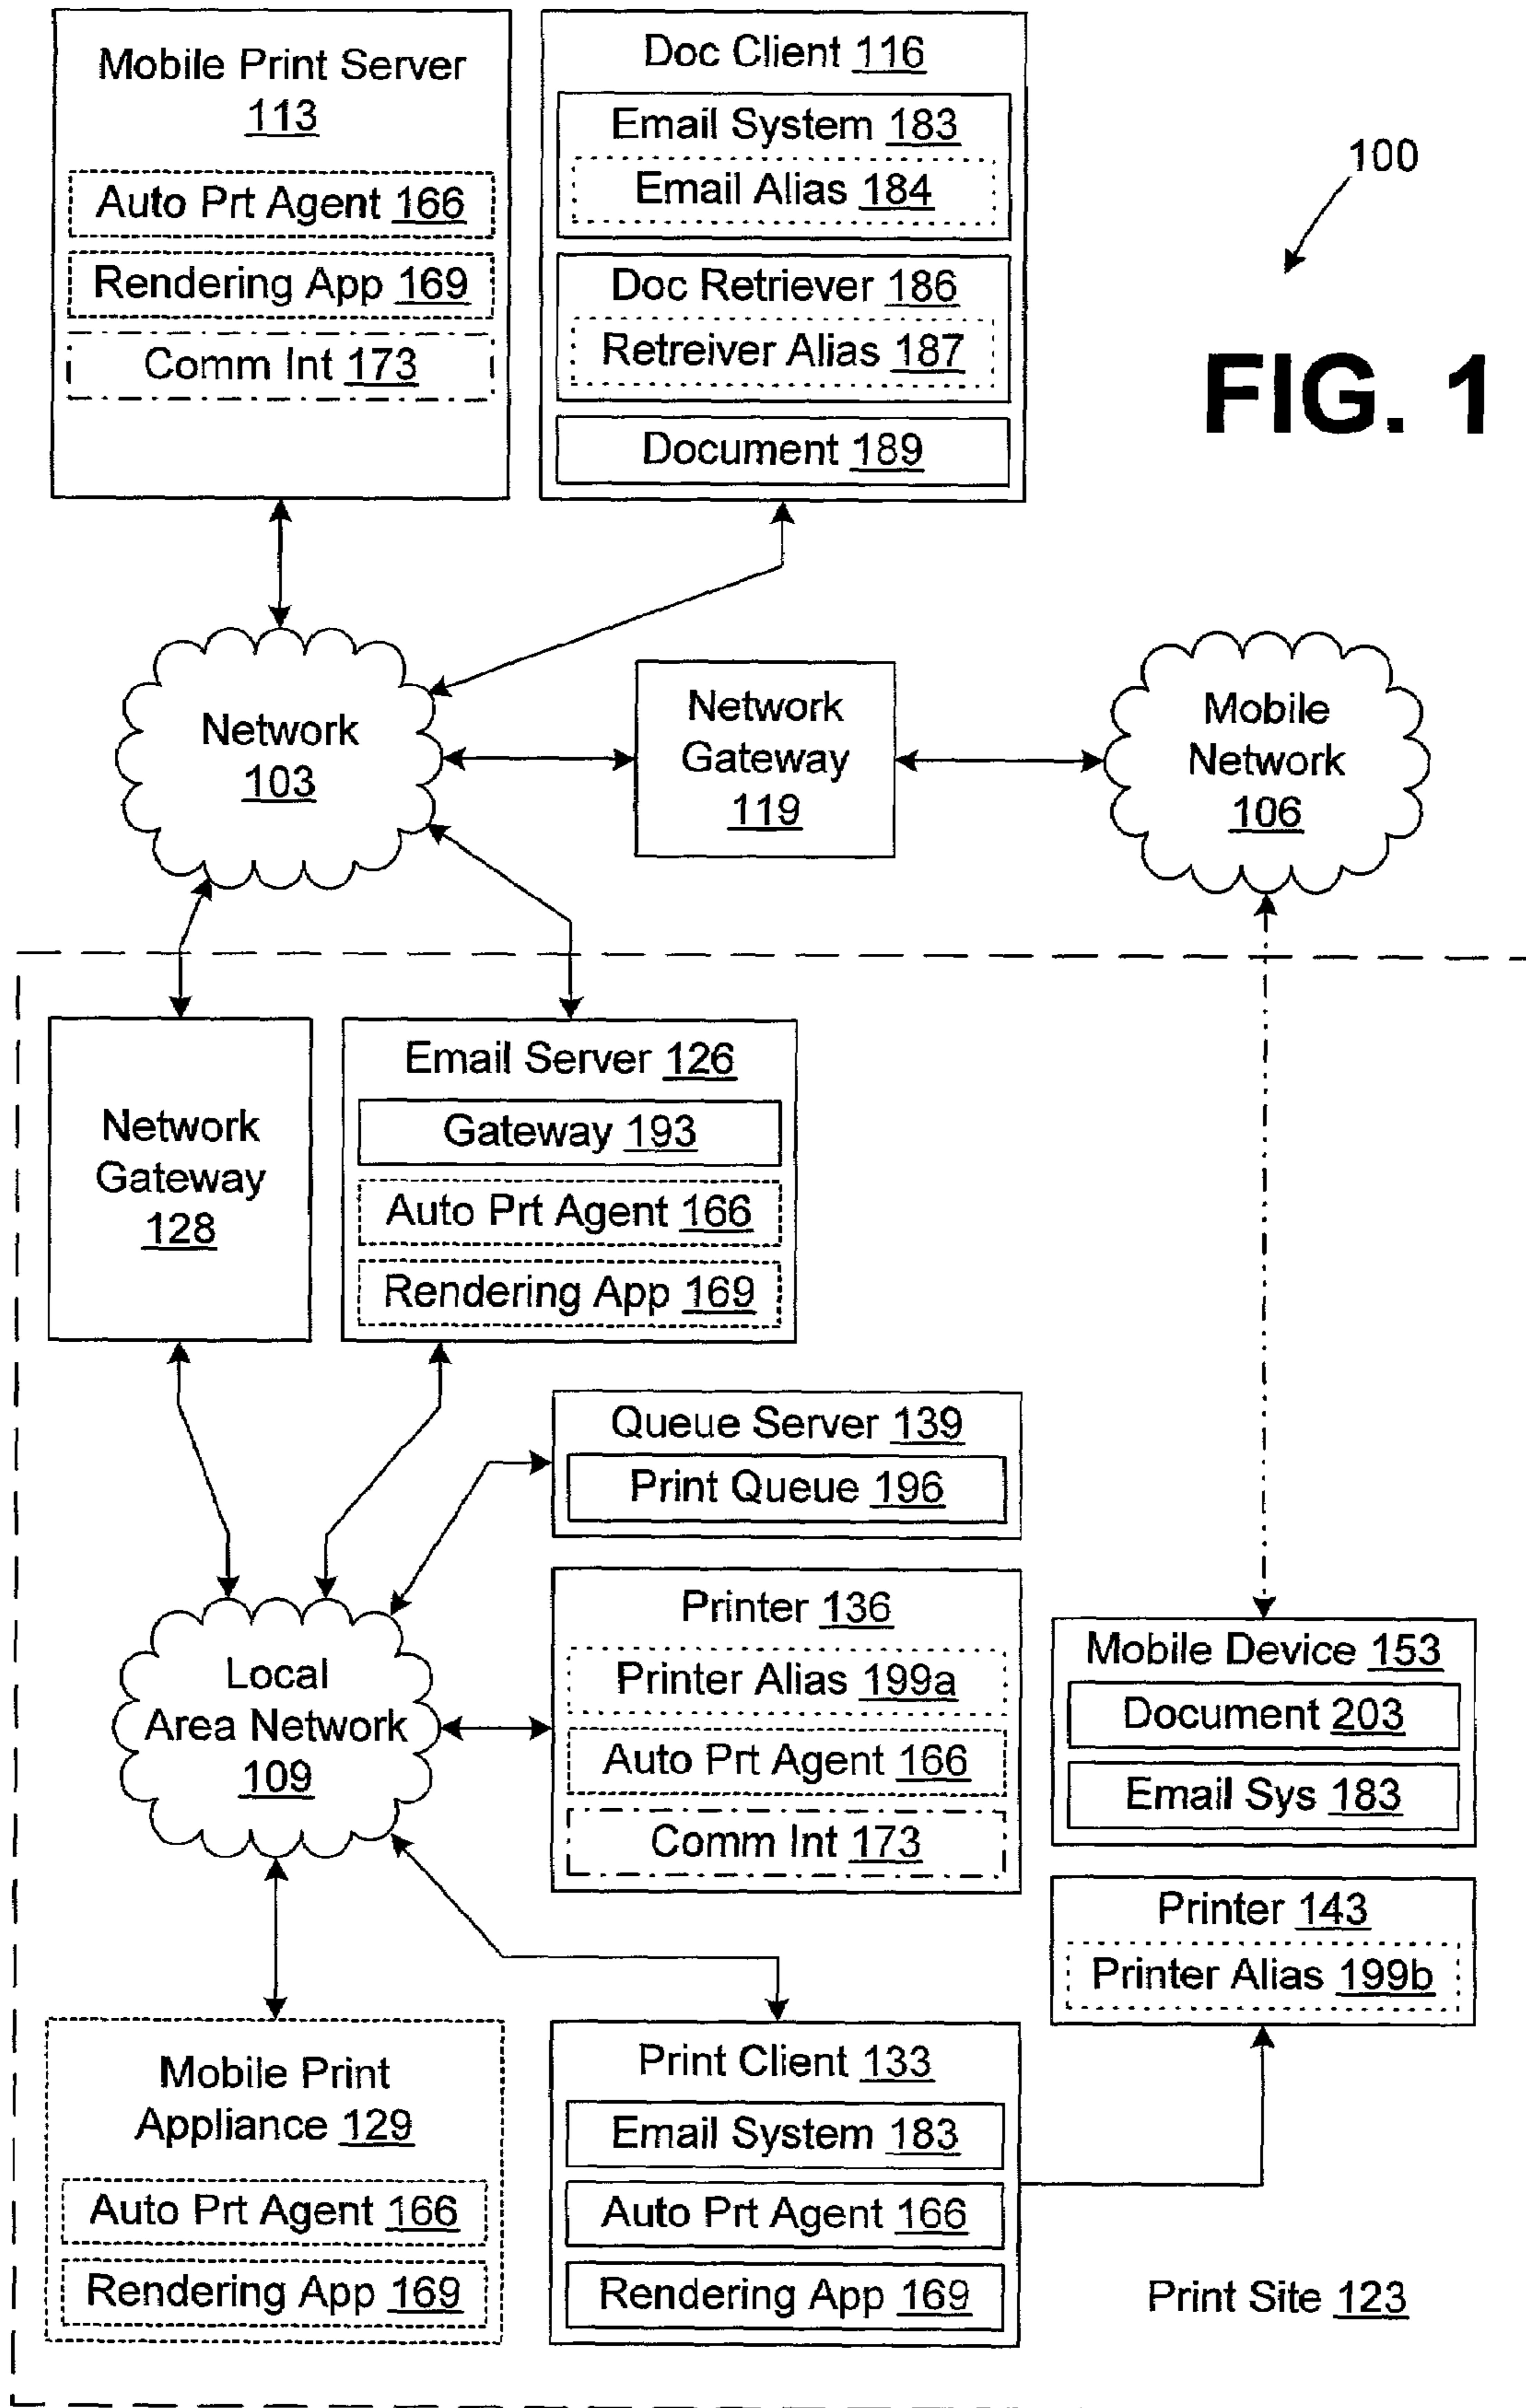 Mobile Print Server
113
Auto Prt Agent 166
Rendering App 169
Comm Int 173
Doc Client 116
Email System 183
Email Alias 184
Doc Retriever 186
Retreiver Alias 187
Document 189
100
FIG. 1
Network
103
Network
Gateway
119
Mobile
Network
106
Network
Gateway
128
Email Server 126
Gateway 193
Auto Prt Agent 166
Rendering App 169
Queue Server 139
Print Queue 196
Local
Area Network
109
Printer 136
Printer Alias 199a
Auto Prt Agent 166
Comm Int 173
Mobile Device 153
Document 203
Email Sys 183
Printer 143
Printer Alias 199b
Mobile Print
Appliance 129
Auto Prt Agent 166
Rendering App 169
Print Client 133
Email System 183
Auto Prt Agent 166
Rendering App 169
Print Site 123